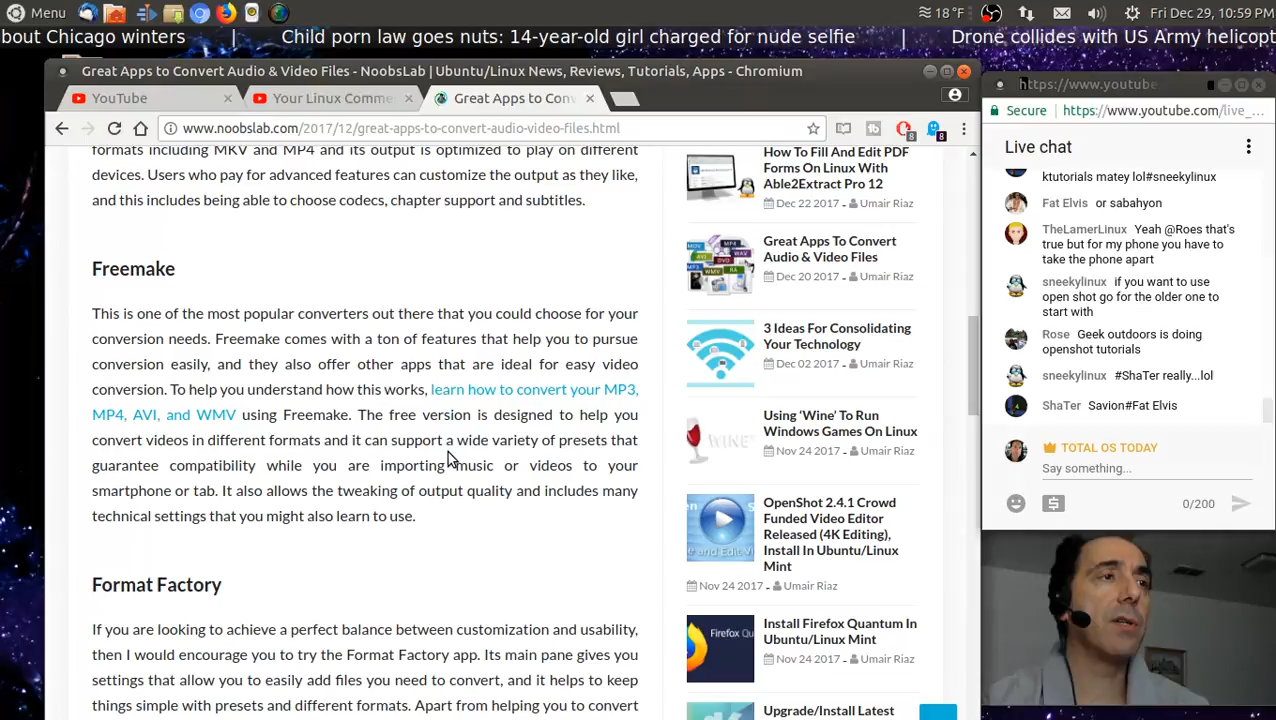 Menu
18 °F
Fri Dec 29, 10:59 PM
bout Chicago winters | Child porn law goes nuts: 14-year-old girl charged for nude selfie | Drone collides with US Army helicopt
Great Apps to Convert Audio & Video Files - NoobsLab | Ubuntu/Linux News, Reviews, Tutorials, Apps - Chromium
YouTube
Your Linux Comme
Great Apps to Con
www.noobslab.com/2017/12/great-apps-to-convert-audio-video-files.html
8
8
formats including MKV and MP4 and its output is optimized to play on different
devices. Users who pay for advanced features can customize the output as they like,
and this includes being able to choose codecs, chapter support and subtitles.
Freemake
This is one of the most popular converters out there that you could choose for your
conversion needs. Freemake comes with a ton of features that help you to pursue
conversion easily, and they also offer other apps that are ideal for easy video
conversion. To help you understand how this works, learn how to convert your MP3,
MP4, AVI, and WMV using Freemake. The free version is designed to help you
convert videos in different formats and it can support a wide variety of presets that
guarantee compatibility while you are importing music or videos to your
smartphone or tab. It also allows the tweaking of output quality and includes many
technical settings that you might also learn to use.
Format Factory
If you are looking to achieve a perfect balance between customization and usability,
then I would encourage you to try the Format Factory app. Its main pane gives you
settings that allow you to easily add files you need to convert, and it helps to keep
things simple with presets and different formats. Apart from helping you to convert
How To Fill And Edit PDF
Forms On Linux With
Able2Extract Pro 12
Dec 22 2017 - Umair Riaz
Great Apps To Convert
Audio & Video Files
Dec 20 2017 - Umair Riaz
3 Ideas For Consolidating
Your Technology
Dec 02 2017 - Umair Riaz
WINE
Using ‘Wine’ To Run
Windows Games On Linux
Nov 24 2017 - Umair Riaz
OpenShot 2.4.1 Crowd
Funded Video Editor
Released (4K Editing),
Install In Ubuntu/Linux
Mint
Nov 24 2017 - Umair Riaz
Firefox Qu
Install Firefox Quantum In
Ubuntu/Linux Mint
Nov 24 2017 - Umair Riaz
Upgrade/Install Latest
https://www.youtube
Secure | https://www.youtube.com/live_...
Live chat
ktutorials matey lol#sneekylinux
Fat Elvis or sabahyon
TheLamerLinux Yeah @Roes that's
true but for my phone you have to
take the phone apart
sneekylinux if you want to use
open shot go for the older one to
start with
Rose Geek outdoors is doing
openshot tutorials
sneekylinux #ShaTer really...lol
ShaTer Savion#Fat Elvis
TOTAL OS TODAY
Say something...
0/200